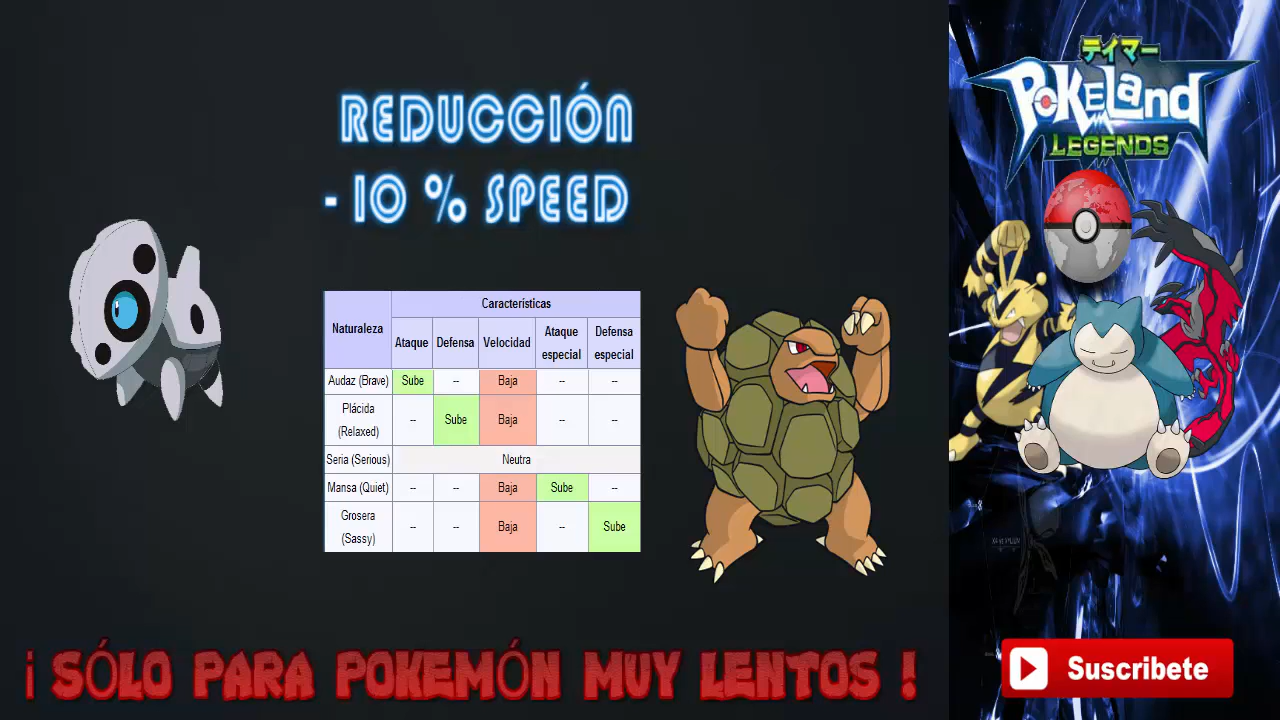 REDUCCIÓN
- 10 % SPEED
Naturaleza Características
Ataque Defensa Velocidad Ataque especial Defensa especial
Audaz (Brave) Sube -- Baja -- --
Plácida (Relaxed) -- Sube Baja -- --
Seria (Serious) Neutra
Mansa (Quiet) -- -- Baja Sube --
Grosera (Sassy) -- -- Baja -- Sube
¡ SÓLO PARA POKEMÓN MUY LENTOS !
テイマー
POKELAND
LEGENDS
Suscribete